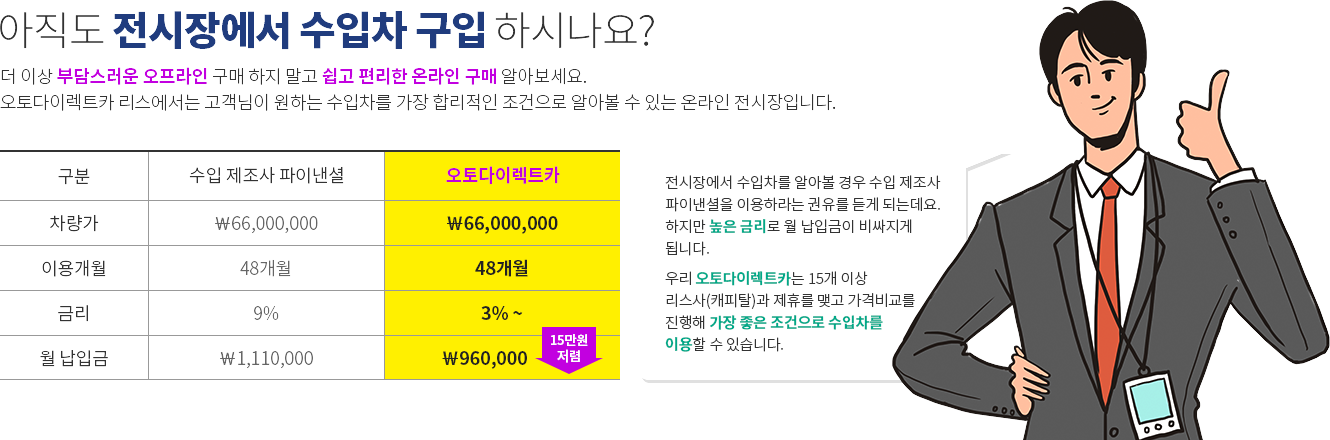 아직도 전시장에서 수입차 구입 하시나요?
더 이상 부담스러운 오프라인 구매 하지 말고 쉽고 편리한 온라인 구매 알아보세요.
오토다이렉트카 리스에서는 고객님이 원하는 수입차를 가장 합리적인 조건으로 알아볼 수 있는 온라인 전시장입니다.
구분 수입 제조사 파이낸셜 오토다이렉트카
차량가 ₩66,000,000 ₩66,000,000
이용개월 48개월 48개월
금리 9% 3% ~
월 납입금 ₩1,110,000 ₩960,000
15만원
저렴
전시장에서 수입차를 알아볼 경우 수입 제조사
파이낸셜을 이용하라는 권유를 듣게 되는데요.
하지만 높은 금리로 월 납입금이 비싸지게
됩니다.
우리 오토다이렉트카는 15개 이상
리스사(캐피탈)과 제휴를 맺고 가격비교를
진행해 가장 좋은 조건으로 수입차를
이용할 수 있습니다.